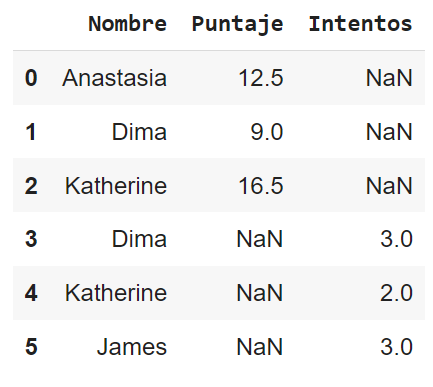 Nombre Puntaje Intentos
0 Anastasia 12.5 NaN
1 Dima 9.0 NaN
2 Katherine 16.5 NaN
3 Dima NaN 3.0
4 Katherine NaN 2.0
5 James NaN 3.0